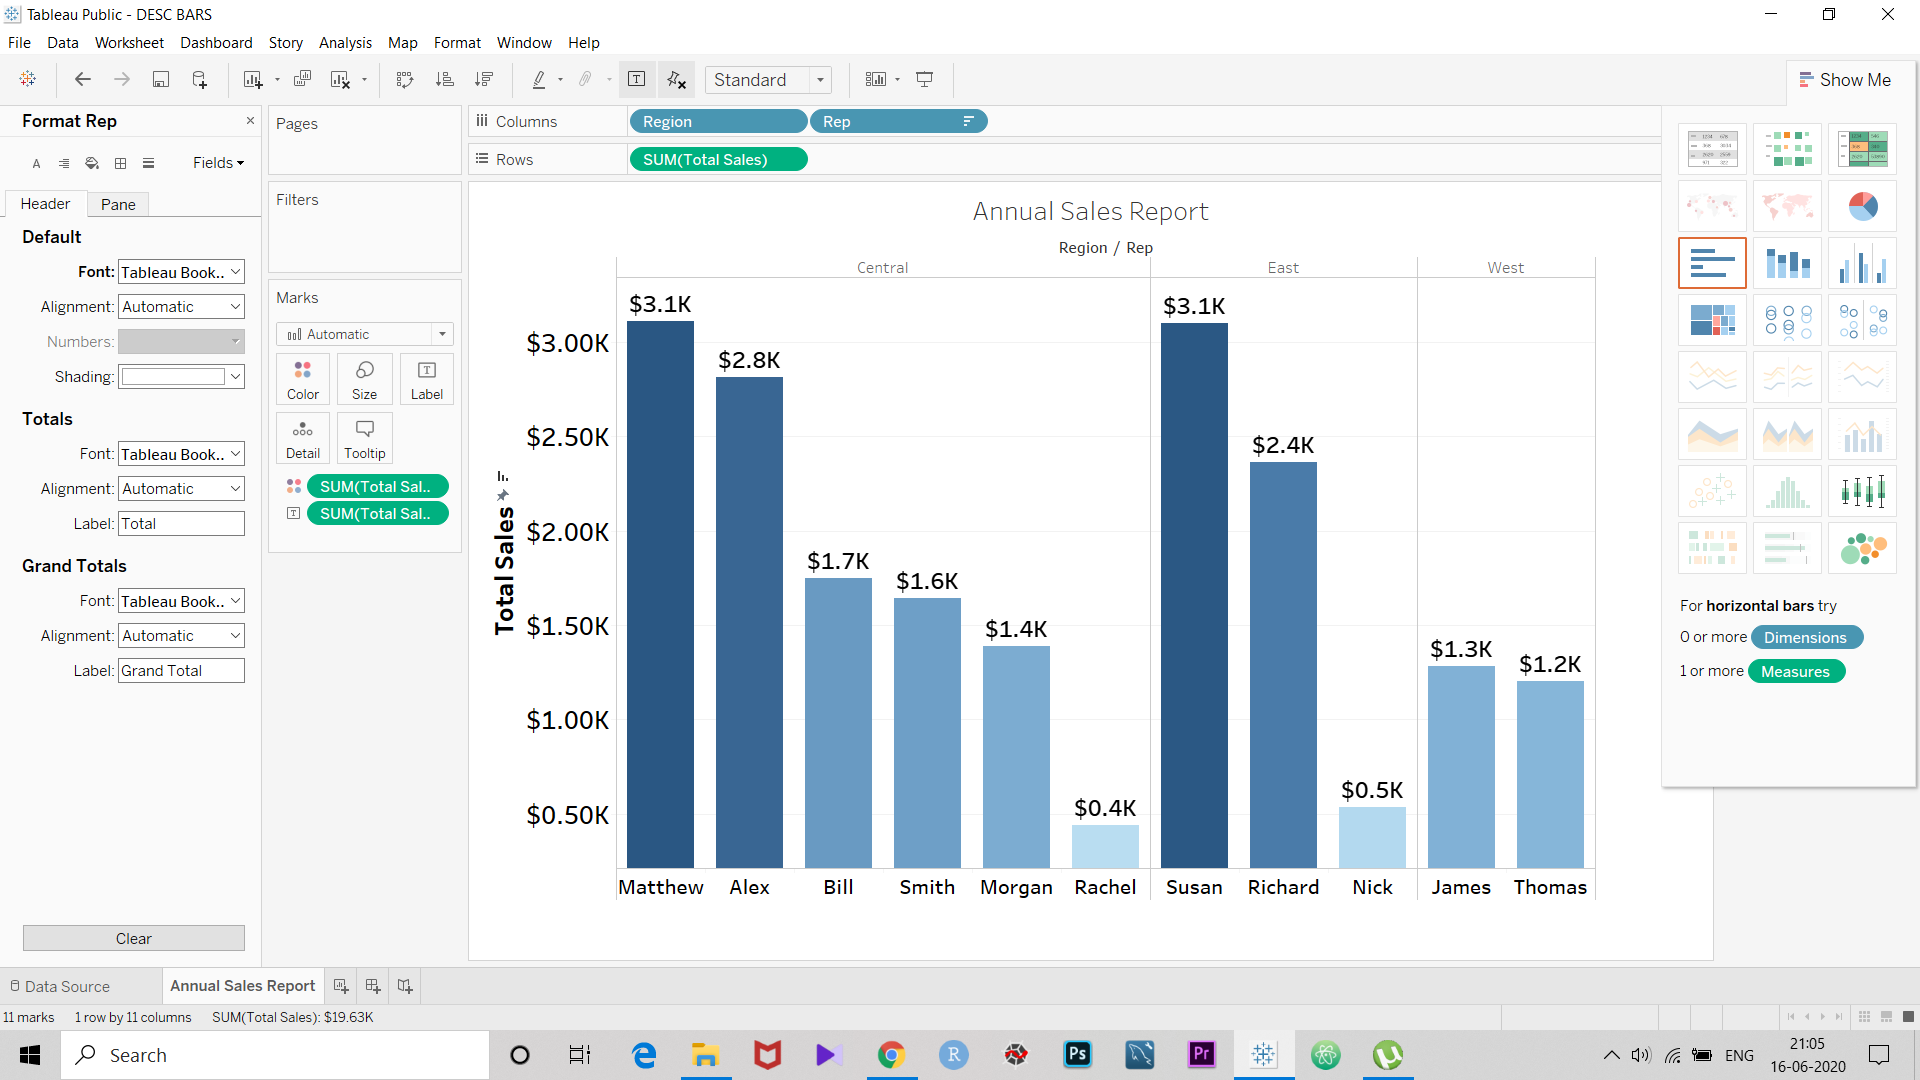 Tableau Public - DESC BARS
File Data Worksheet Dashboard Story Analysis Map Format Window Help
Standard
Show Me
Format Rep
Fields
Header Pane
Default
Font: Tableau Book..
Alignment: Automatic
Numbers:
Shading:
Totals
Font: Tableau Book..
Alignment: Automatic
Label: Total
Grand Totals
Font: Tableau Book..
Alignment: Automatic
Label: Grand Total
Clear
Pages
Filters
Marks
Automatic
Color Size Label
Detail Tooltip
SUM(Total Sal..
SUM(Total Sal..
Columns Region Rep
Rows SUM(Total Sales)
Annual Sales Report
Region / Rep
Central East West
Total Sales
$3.00K
$2.50K
$2.00K
$1.50K
$1.00K
$0.50K
$3.1K $2.8K $1.7K $1.6K $1.4K $0.4K $3.1K $2.4K $0.5K $1.3K $1.2K
Matthew Alex Bill Smith Morgan Rachel Susan Richard Nick James Thomas
For horizontal bars try
0 or more Dimensions
1 or more Measures
Data Source Annual Sales Report
11 marks 1 row by 11 columns SUM(Total Sales): $19.63K
Search
R
Ps
Pr
ENG
21:05
16-06-2020